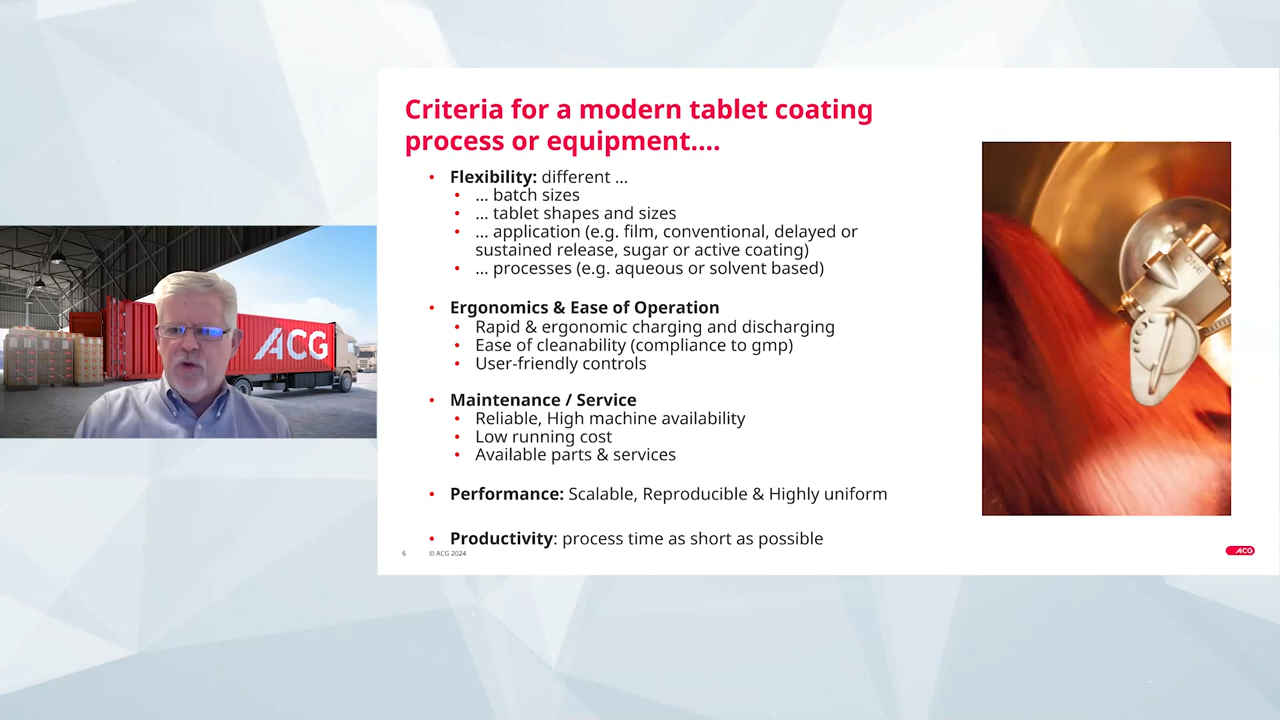 Criteria for a modern tablet coating
process or equipment....
• Flexibility: different ...
• ... batch sizes
• ... tablet shapes and sizes
• ... application (e.g. film, conventional, delayed or
sustained release, sugar or active coating)
• ... processes (e.g. aqueous or solvent based)
• Ergonomics & Ease of Operation
• Rapid & ergonomic charging and discharging
• Ease of cleanability (compliance to gmp)
• User-friendly controls
• Maintenance / Service
• Reliable, High machine availability
• Low running cost
• Available parts & services
• Performance: Scalable, Reproducible & Highly uniform
• Productivity: process time as short as possible
6 © ACG 2024
ACG
ACG
ONE